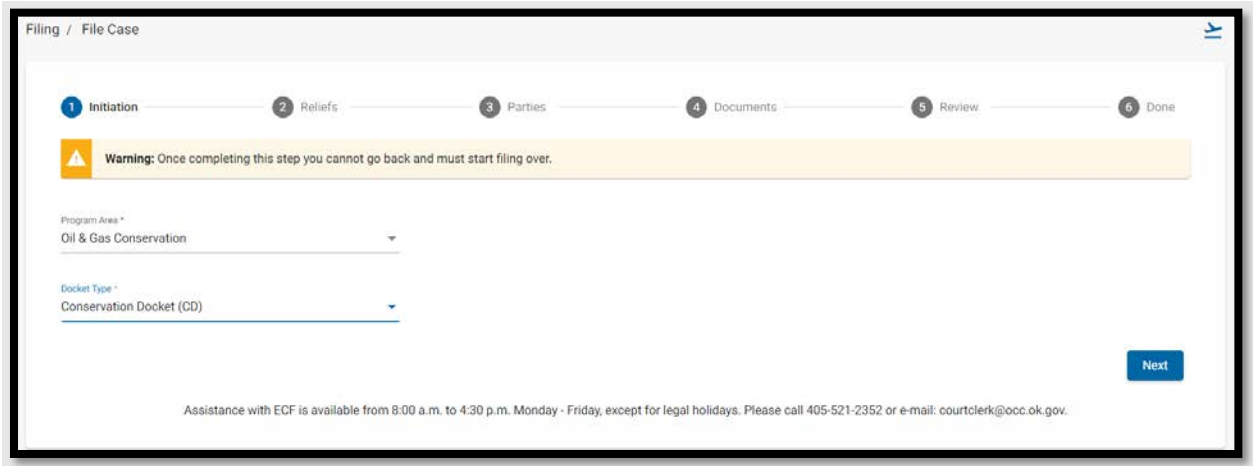 Filing / File Case
1 Initiation 2 Reliefs 3 Parties 4 Documents 5 Review 6 Done
Warning: Once completing this step you cannot go back and must start filing over.
Program Area *
Oil & Gas Conservation
Docket Type *
Conservation Docket (CD)
Next
Assistance with ECF is available from 8:00 a.m. to 4:30 p.m. Monday - Friday, except for legal holidays. Please call 405-521-2352 or e-mail: courtclerk@occ.ok.gov.